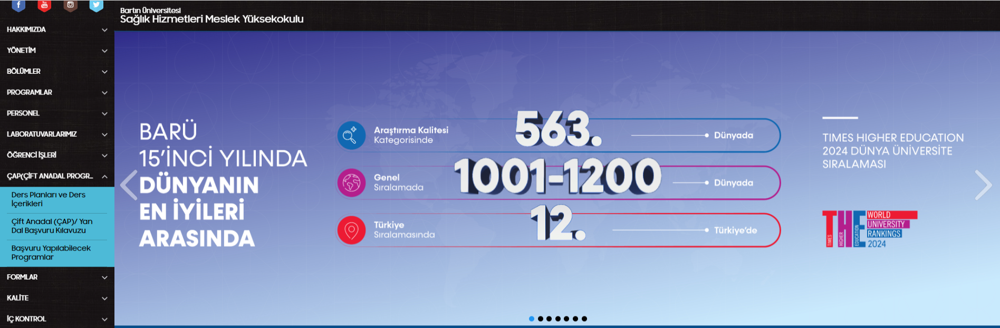 Bartın Üniversitesi
Sağlık Hizmetleri Meslek Yüksekokulu
HAKKIMIZDA
YÖNETİM
BÖLÜMLER
PROGRAMLAR
PERSONEL
LABORATUVARLARIMIZ
ÖĞRENCİ İŞLERİ
ÇAP(ÇİFT ANADAL PROGR...
Ders Planları ve Ders
İçerikleri
Çift Anadal (ÇAP)/ Yan
Dal Başvuru Kılavuzu
Başvuru Yapılabilecek
Programlar
FORMLAR
KALİTE
İÇ KONTROL
BARÜ
15'İNCİ YILINDA
DÜNYANIN
EN İYİLERİ
ARASINDA
Araştırma Kalitesi
Kategorisinde
563.
Dünyada
Genel
Sıralamada
1001-1200
Dünyada
Türkiye
Sıralamasında
12.
Türkiye'de
TIMES HIGHER EDUCATION
2024 DÜNYA ÜNİVERSİTE
SIRALAMASI
THE
TIMES
HIGHER
EDUCATION
WORLD
UNIVERSITY
RANKINGS
2024